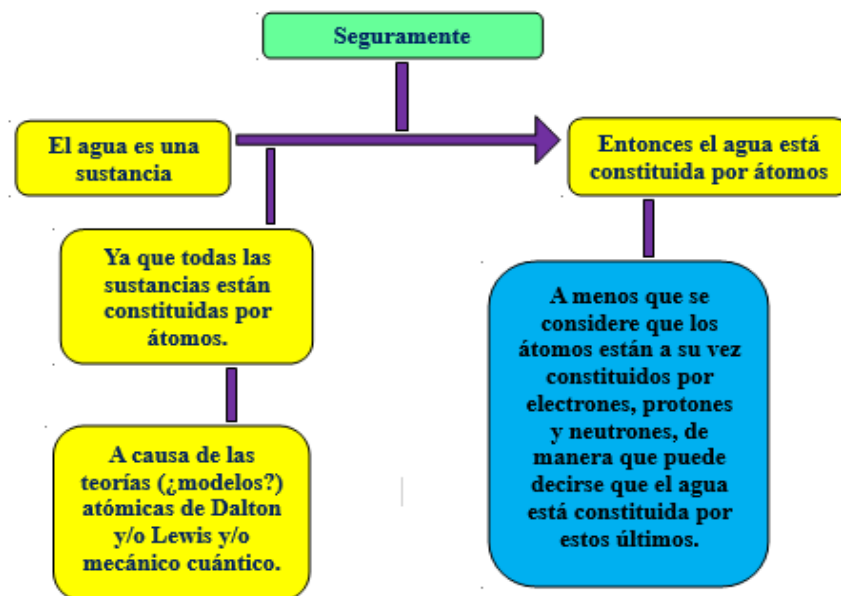 Seguramente
El agua es una
sustancia
Entonces el agua está
constituida por átomos
Ya que todas las
sustancias están
constituidas por
átomos.
A menos que se
considere que los
átomos están a su vez
constituidos por
electrones, protones
y neutrones, de
manera que puede
decirse que el agua
está constituida por
estos últimos.
A causa de las
teorías (¿modelos?)
atómicas de Dalton
y/o Lewis y/o
mecánico cuántico.